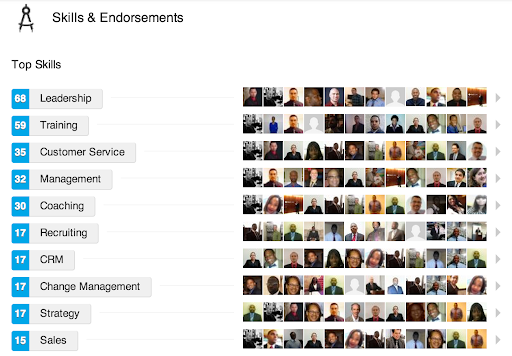 Skills & Endorsements
Top Skills
68 Leadership
59 Training
35 Customer Service
32 Management
30 Coaching
17 Recruiting
17 CRM
17 Change Management
17 Strategy
15 Sales